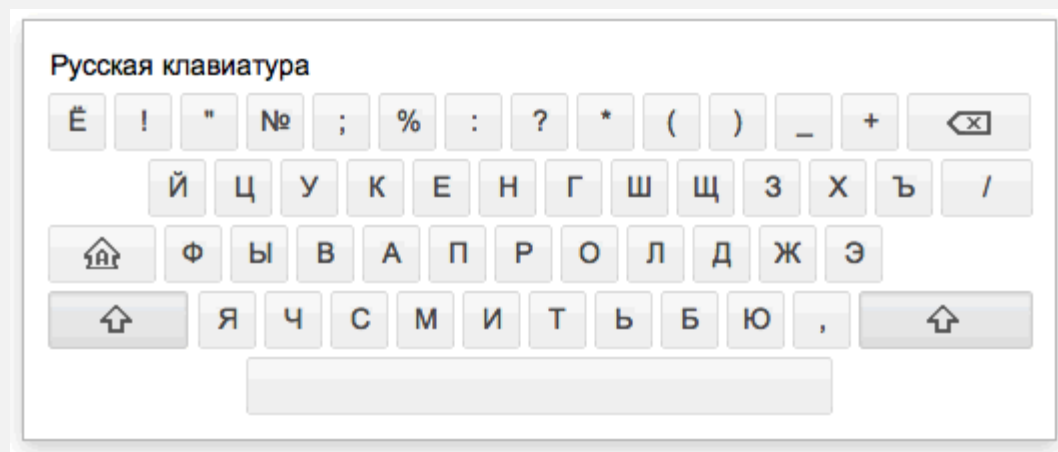 Русская клавиатура
Ё ! " № ; % : ? * ( ) _ +
Й Ц У К Е Н Г Ш Щ З Х Ъ /
Ф Ы В А П Р О Л Д Ж Э
Я Ч С М И Т Ь Б Ю ,